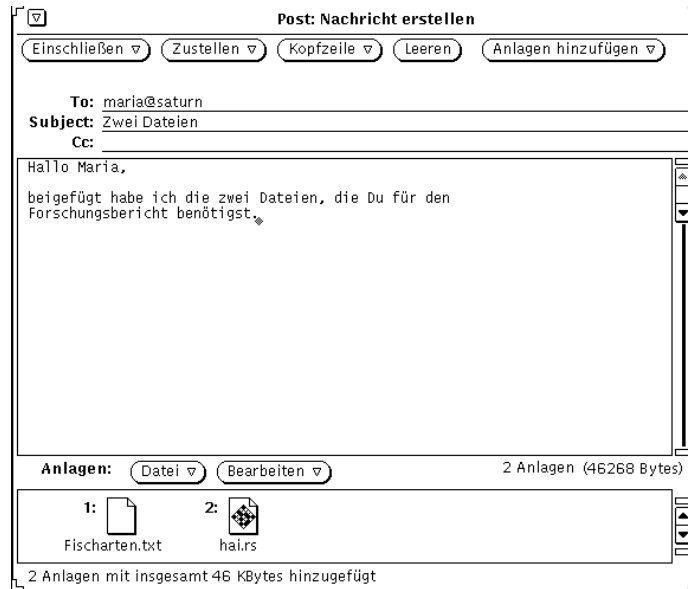 Post: Nachricht erstellen
Einschließen Zustellen Kopfzeile Leeren Anlagen hinzufügen
To: maria@saturn
Subject: Zwei Dateien
Cc:
Hallo Maria,
beigefügt habe ich die zwei Dateien, die Du für den
Forschungsbericht benötigst.
Anlagen: Datei Bearbeiten 2 Anlagen (46268 Bytes)
1: 2:
Fischarten.txt hai.rs
2 Anlagen mit insgesamt 46 KBytes hinzugefügt